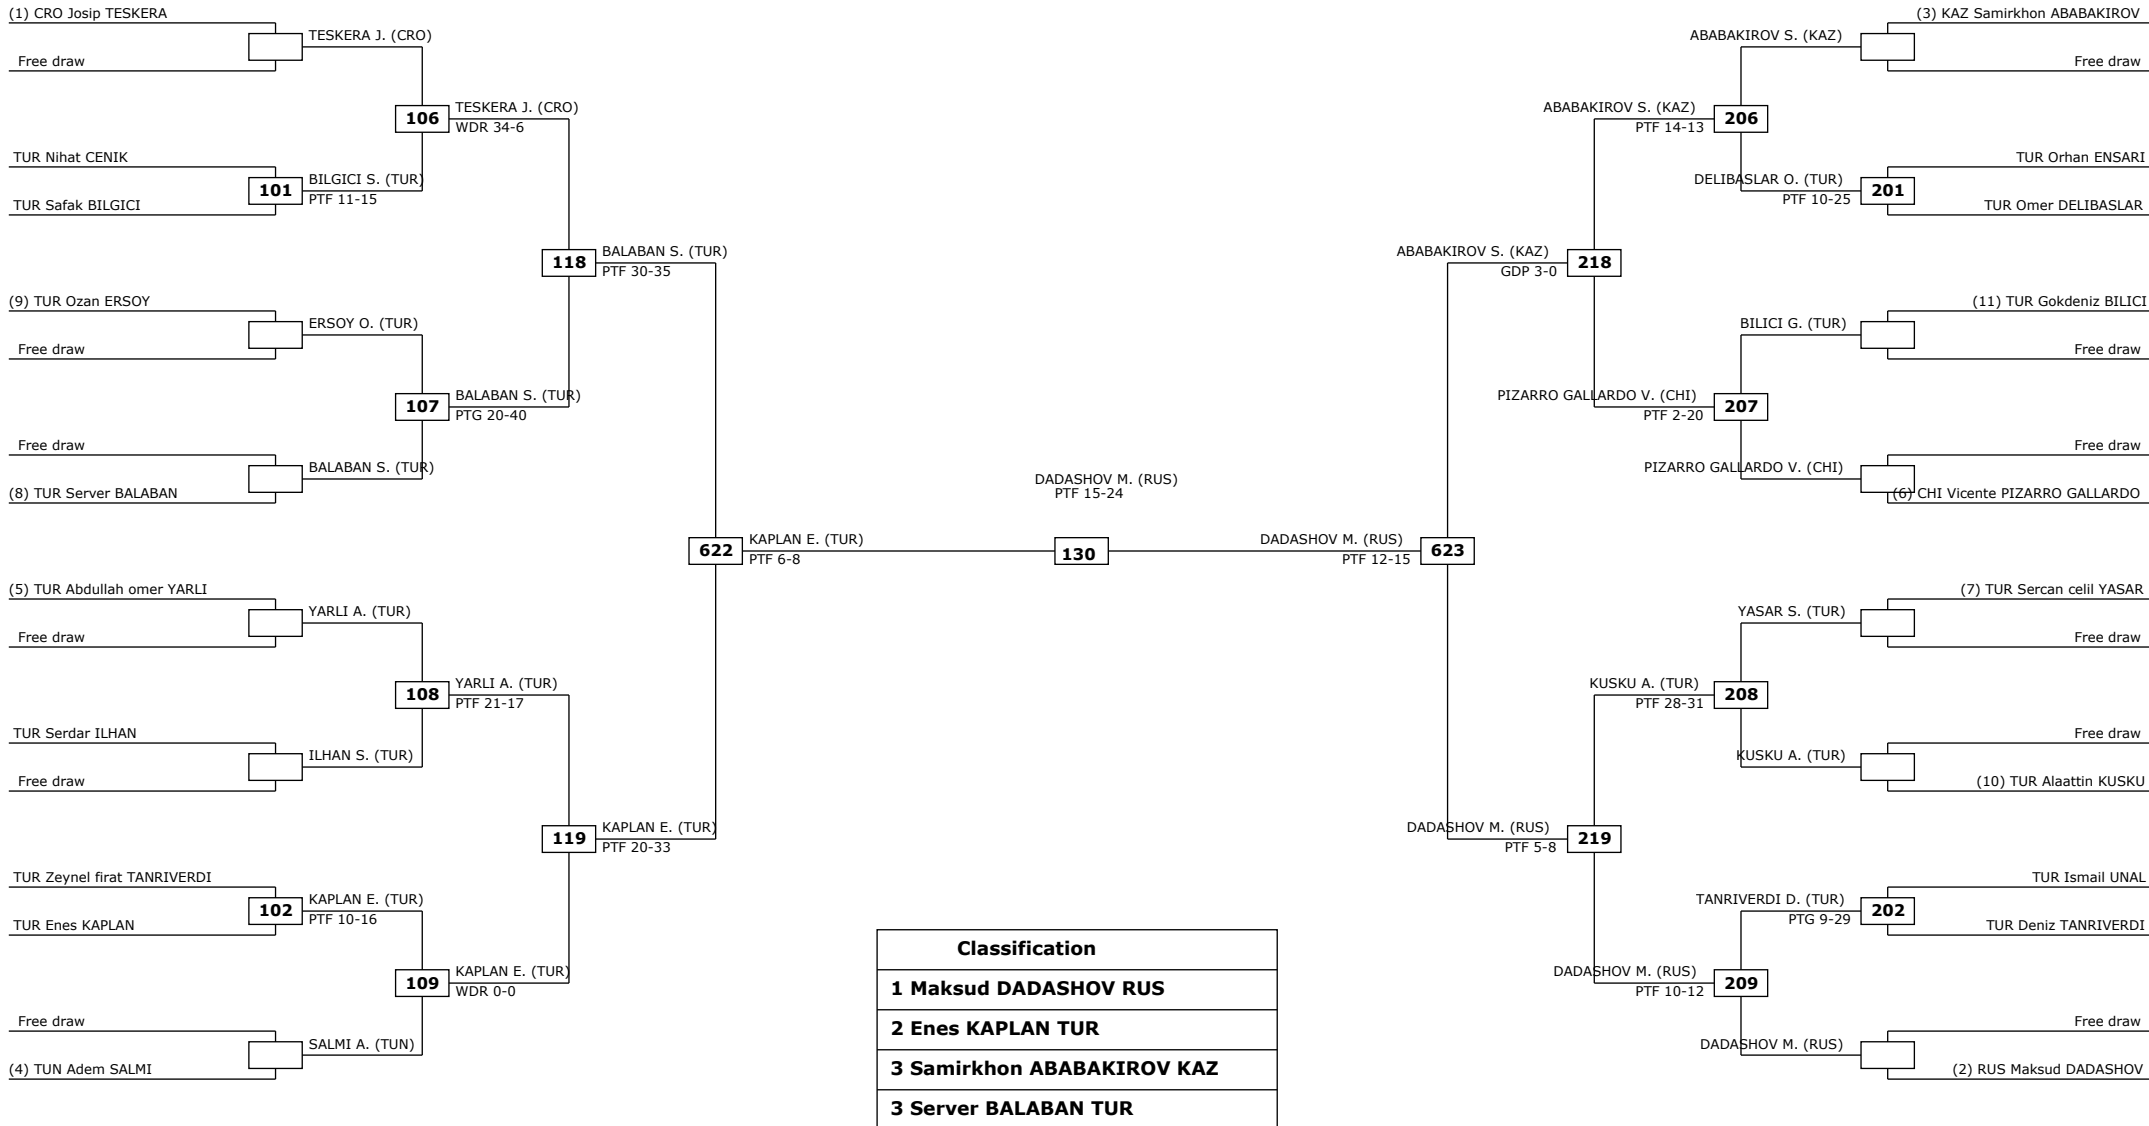 (1) CRO Josip TESKERA
TESKERA J. (CRO)
Free draw
106
TESKERA J. (CRO)
WDR 34-6
TUR Nihat CENIK
101
BILGICI S. (TUR)
PTF 11-15
TUR Safak BILGICI
118
BALABAN S. (TUR)
PTF 30-35
(9) TUR Ozan ERSOY
ERSOY O. (TUR)
Free draw
107
BALABAN S. (TUR)
PTG 20-40
Free draw
BALABAN S. (TUR)
(8) TUR Server BALABAN
622
KAPLAN E. (TUR)
PTF 6-8
(5) TUR Abdullah omer YARLI
YARLI A. (TUR)
Free draw
108
YARLI A. (TUR)
PTF 21-17
TUR Serdar ILHAN
ILHAN S. (TUR)
Free draw
119
KAPLAN E. (TUR)
PTF 20-33
TUR Zeynel firat TANRIVERDI
102
KAPLAN E. (TUR)
PTF 10-16
TUR Enes KAPLAN
109
KAPLAN E. (TUR)
WDR 0-0
Free draw
SALMI A. (TUN)
(4) TUN Adem SALMI
DADASHOV M. (RUS)
PTF 15-24
130
(3) KAZ Samirkhon ABABAKIROV
ABABAKIROV S. (KAZ)
Free draw
ABABAKIROV S. (KAZ)
PTF 14-13
206
TUR Orhan ENSARI
DELIBASLAR O. (TUR)
PTF 10-25
201
TUR Omer DELIBASLAR
ABABAKIROV S. (KAZ)
GDP 3-0
218
(11) TUR Gokdeniz BILICI
BILICI G. (TUR)
Free draw
PIZARRO GALLARDO V. (CHI)
PTF 2-20
207
Free draw
PIZARRO GALLARDO V. (CHI)
(6) CHI Vicente PIZARRO GALLARDO
DADASHOV M. (RUS)
PTF 12-15
623
(7) TUR Sercan celil YASAR
YASAR S. (TUR)
Free draw
KUSKU A. (TUR)
PTF 28-31
208
Free draw
KUSKU A. (TUR)
(10) TUR Alaattin KUSKU
DADASHOV M. (RUS)
PTF 5-8
219
TUR Ismail UNAL
TANRIVERDI D. (TUR)
PTG 9-29
202
TUR Deniz TANRIVERDI
DADASHOV M. (RUS)
PTF 10-12
209
Free draw
DADASHOV M. (RUS)
(2) RUS Maksud DADASHOV
Classification
1 Maksud DADASHOV RUS
2 Enes KAPLAN TUR
3 Samirkhon ABABAKIROV KAZ
3 Server BALABAN TUR